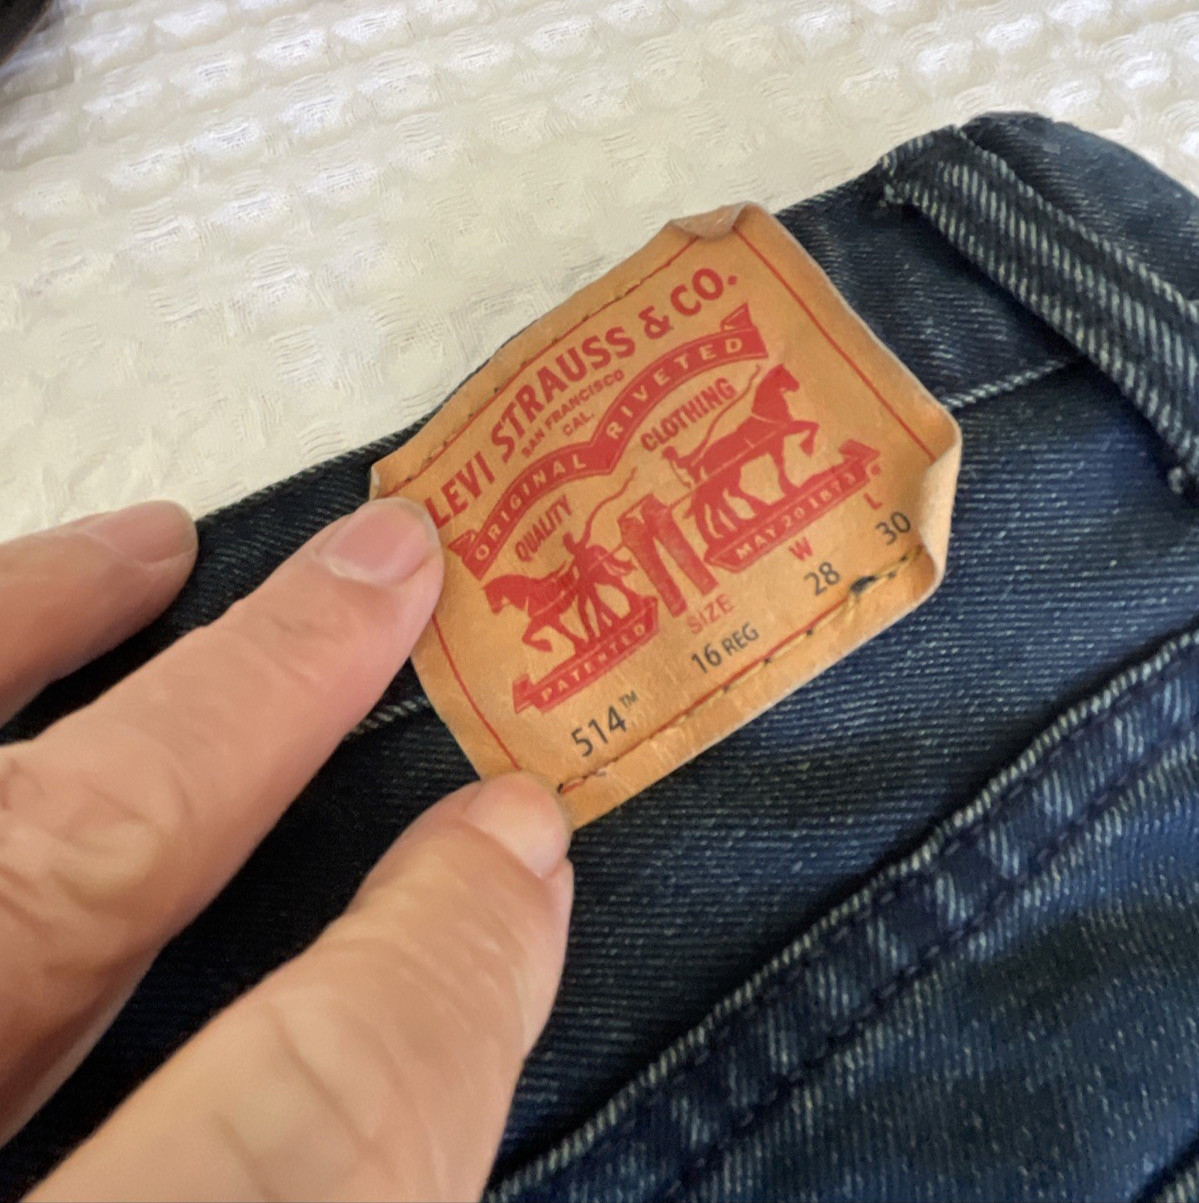 LEVI STRAUSS & CO.
SAN FRANCISCO
CAL.
ORIGINAL RIVETED
QUALITY CLOTHING
PATENTED MAY 20 1873
SIZE W L
514™ 16 REG 28 30